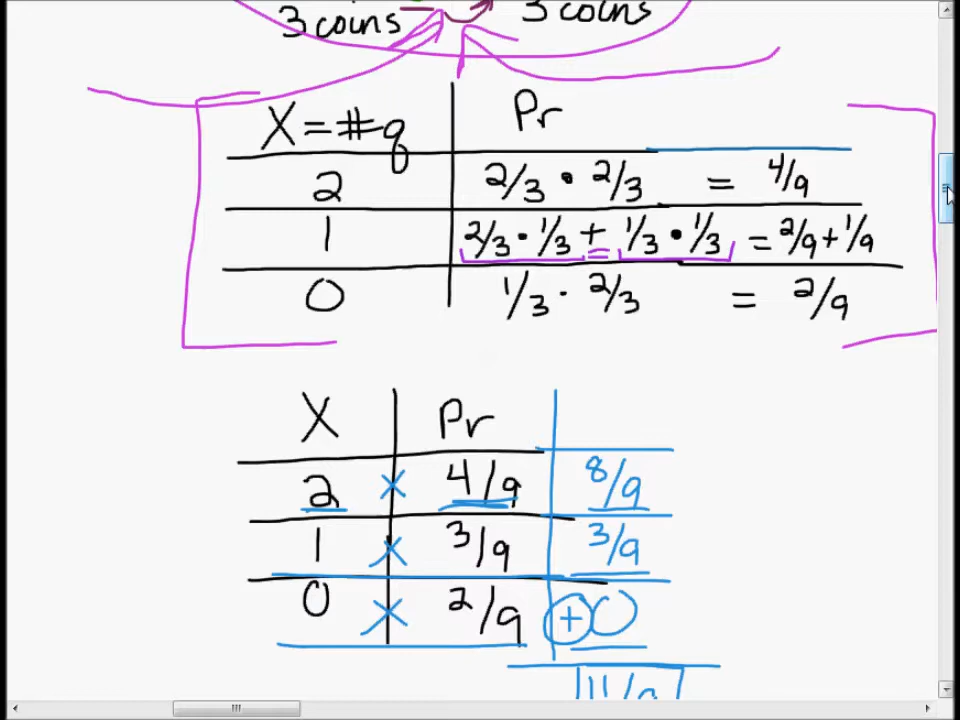 3 coins 3 coins
X = #q Pr
2 2/3 • 2/3 = 4/9
1 2/3 • 1/3 + 1/3 • 1/3 = 2/9 + 1/9
0 1/3 · 2/3 = 2/9
X Pr
2 × 4/9 8/9
1 × 3/9 3/9
0 × 2/9 + 0
11/9